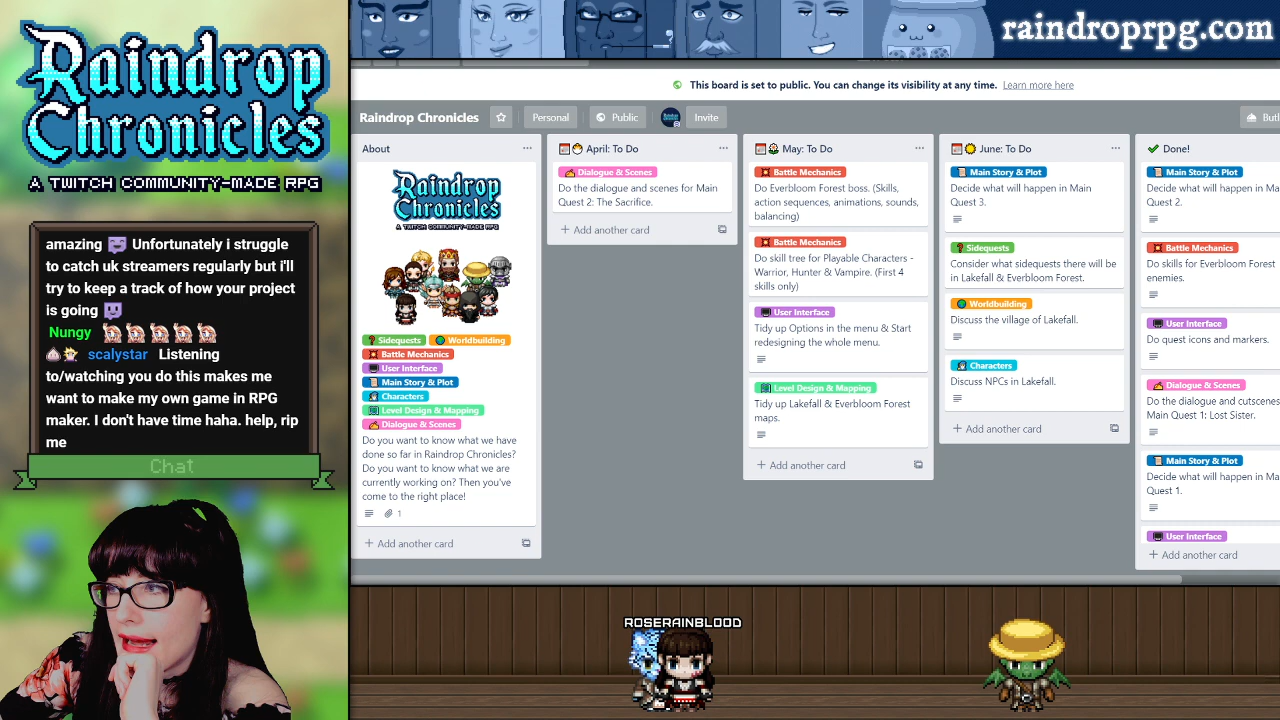 Raindrop
Chronicles
A TWITCH COMMUNITY-MADE RPG
amazing Unfortunately i struggle
to catch uk streamers regularly but i'll
try to keep a track of how your project
is going
Nungy
scalystar Listening
to/watching you do this makes me
want to make my own game in RPG
maker. I don't have time haha. help, rip
me
Chat
raindroprpg.com
This board is set to public. You can change its visibility at any time. Learn more here
Raindrop Chronicles
Personal
Public
Invite
About
Raindrop
Chronicles
A TWITCH COMMUNITY-MADE RPG
Sidequests Worldbuilding
Battle Mechanics
User Interface
Main Story & Plot
Characters
Level Design & Mapping
Dialogue & Scenes
Do you want to know what we have
done so far in Raindrop Chronicles?
Do you want to know what we are
currently working on? Then you've
come to the right place!
1
+ Add another card
April: To Do
Dialogue & Scenes
Do the dialogue and scenes for Main
Quest 2: The Sacrifice.
+ Add another card
May: To Do
Battle Mechanics
Do Everbloom Forest boss. (Skills,
action sequences, animations, sounds,
balancing)
Battle Mechanics
Do skill tree for Playable Characters -
Warrior, Hunter & Vampire. (First 4
skills only)
User Interface
Tidy up Options in the menu & Start
redesigning the whole menu.
Level Design & Mapping
Tidy up Lakefall & Everbloom Forest
maps.
+ Add another card
June: To Do
Main Story & Plot
Decide what will happen in Main
Quest 3.
Sidequests
Consider what sidequests there will be
in Lakefall & Everbloom Forest.
Worldbuilding
Discuss the village of Lakefall.
Characters
Discuss NPCs in Lakefall.
+ Add another card
Done!
Main Story & Plot
Decide what will happen in Ma
Quest 2.
Battle Mechanics
Do skills for Everbloom Forest
enemies.
User Interface
Do quest icons and markers.
Dialogue & Scenes
Do the dialogue and cutscenes
Main Quest 1: Lost Sister.
Main Story & Plot
Decide what will happen in Ma
Quest 1.
User Interface
+ Add another card
ROSERAINBLOOD